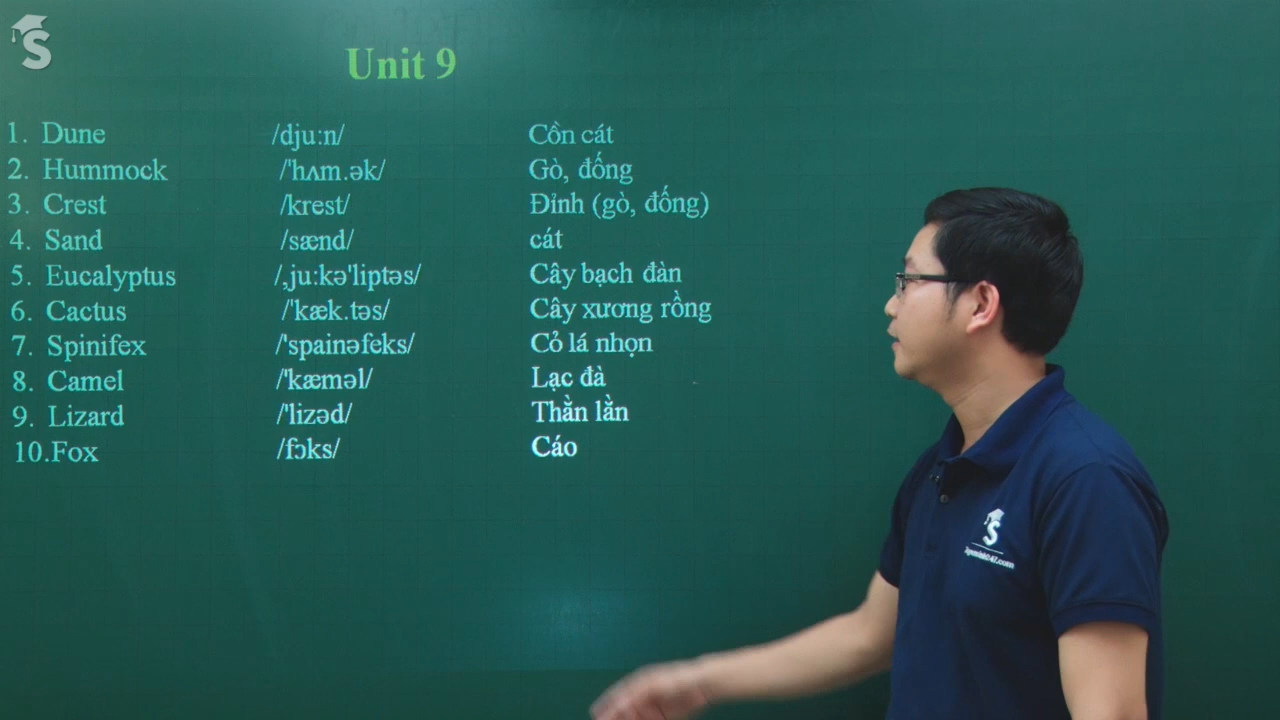 S
Unit 9
1. Dune /dju:n/ Cồn cát
2. Hummock /'hʌm.ək/ Gò, đống
3. Crest /krest/ Đỉnh (gò, đống)
4. Sand /sænd/ cát
5. Eucalyptus /,ju:kə'liptəs/ Cây bạch đàn
6. Cactus /'kæk.təs/ Cây xương rồng
7. Spinifex /'spainəfeks/ Cỏ lá nhọn
8. Camel /'kæməl/ Lạc đà
9. Lizard /'lizəd/ Thằn lằn
10.Fox /fɔks/ Cáo
S